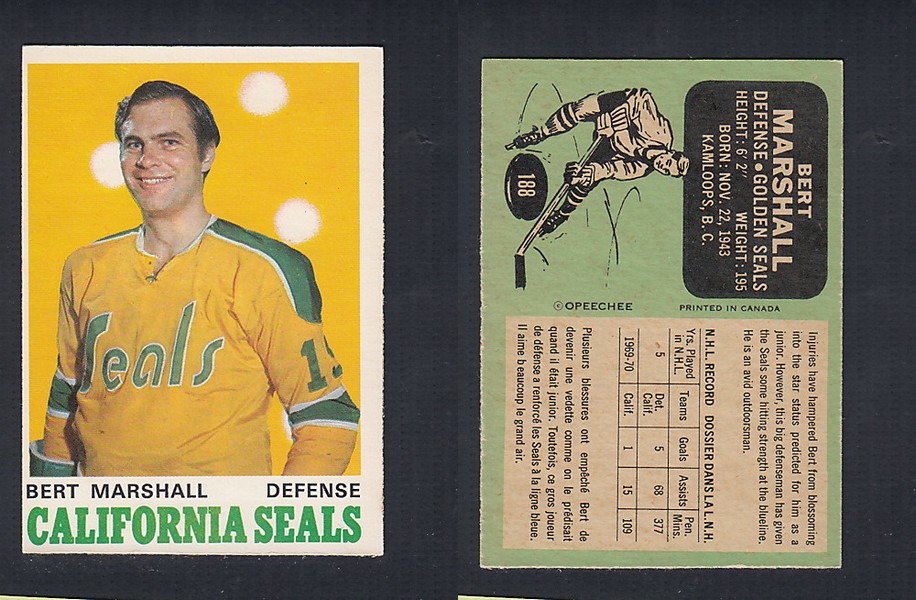 Seals
1
BERT MARSHALL DEFENSE
CALIFORNIA SEALS
188
BERT
MARSHALL
DEFENSE-GOLDEN SEALS
HEIGHT: 6' 2" WEIGHT: 195
BORN: NOV. 22, 1943
KAMLOOPS, B. C.
© OPEECHEE PRINTED IN CANADA
Injuries have hampered Bert from blossoming
into the star status predicted for him as a
junior. However, this big defenseman has given
the Seals some hitting strength at the blueline.
He is an avid outdoorsman.
N.H.L. RECORD DOSSIER DANS LA L.N.H.
Yrs. Played in N.H.L. Teams Goals Assists Pen. Mins.
5 Det. Calif. 5 68 377
1969-70 Calif. 1 15 109
Plusieurs blessures ont empêché Bert de
devenir une vedette comme on le prédisait
quand il était junior. Toutefois, ce gros joueur
de défense a renforcé les Seals à la ligne bleue.
Il aime beaucoup le grand air.